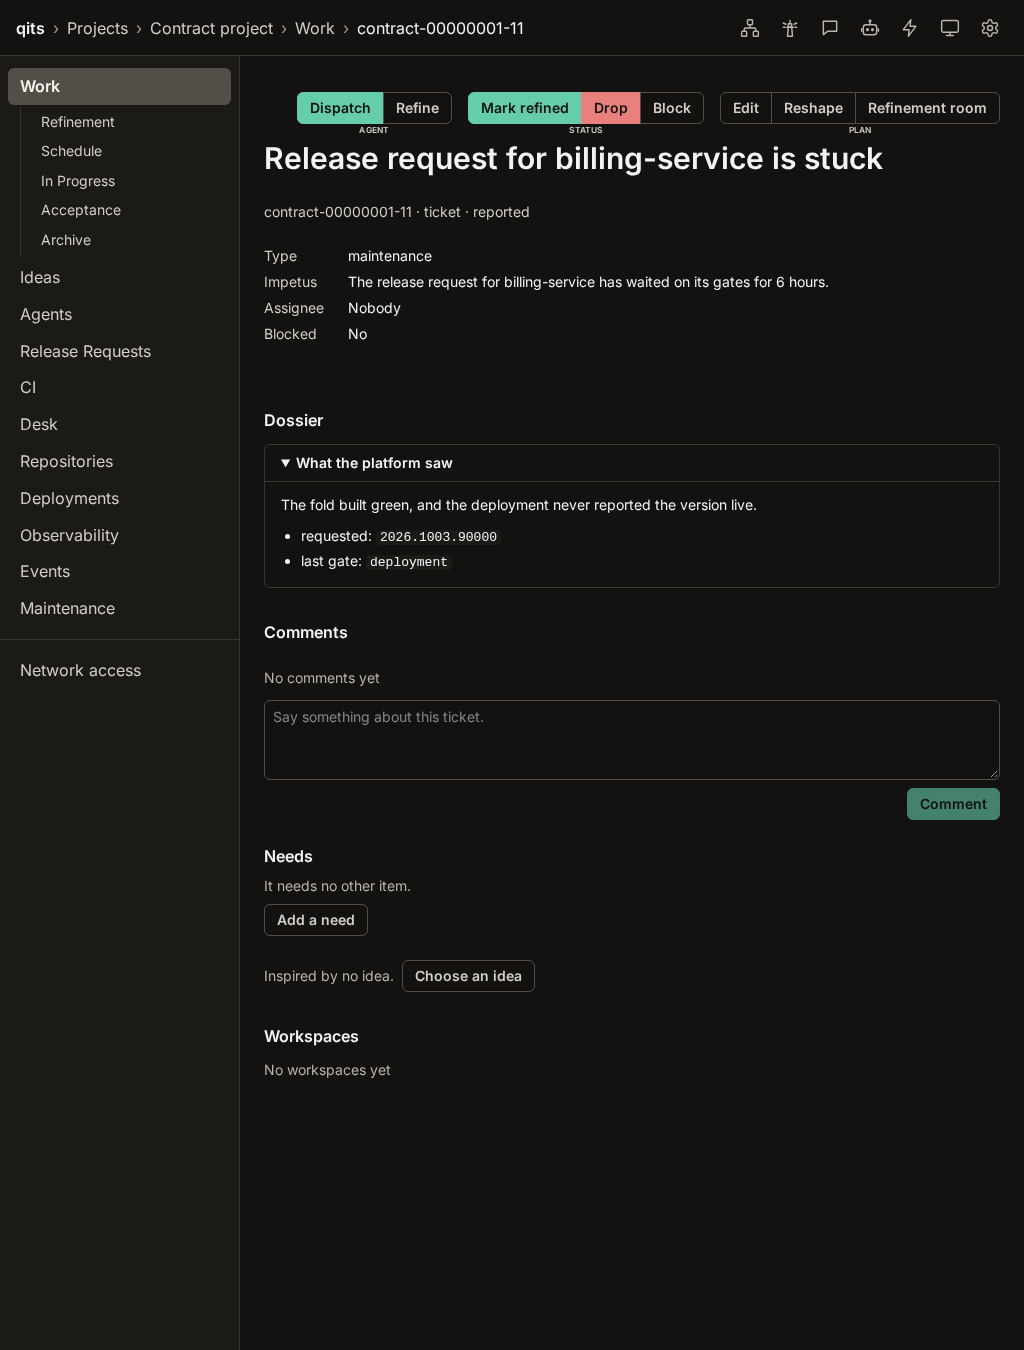 qits › Projects › Contract project › Work › contract-00000001-11
Work
Refinement
Schedule
In Progress
Acceptance
Archive
Ideas
Agents
Release Requests
CI
Desk
Repositories
Deployments
Observability
Events
Maintenance
Network access
Dispatch Refine
AGENT
Mark refined Drop Block
STATUS
Edit Reshape Refinement room
PLAN
Release request for billing-service is stuck
contract-00000001-11 · ticket · reported
Type maintenance
Impetus The release request for billing-service has waited on its gates for 6 hours.
Assignee Nobody
Blocked No
Dossier
▼ What the platform saw
The fold built green, and the deployment never reported the version live.
• requested: 2026.1003.90000
• last gate: deployment
Comments
No comments yet
Say something about this ticket.
Comment
Needs
It needs no other item.
Add a need
Inspired by no idea. Choose an idea
Workspaces
No workspaces yet